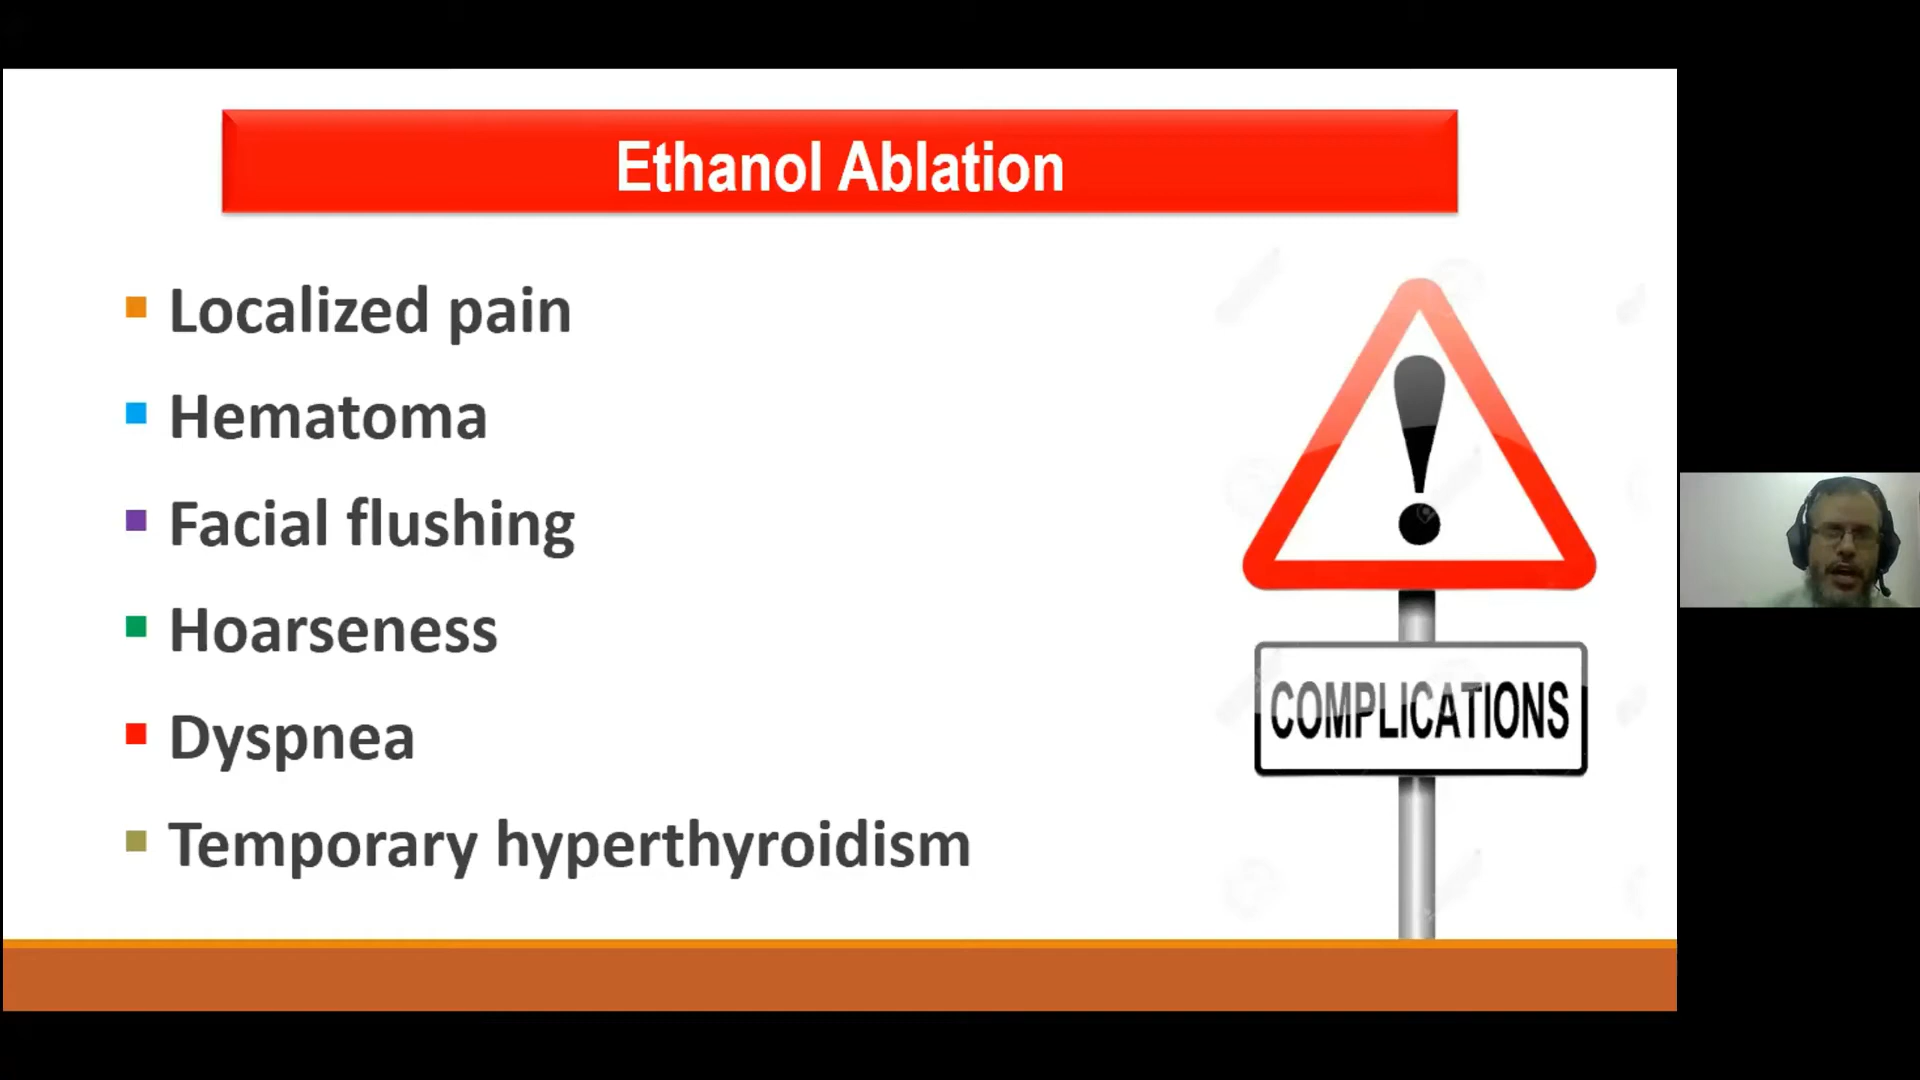 Ethanol Ablation
Localized pain
Hematoma
Facial flushing
Hoarseness
Dyspnea
Temporary hyperthyroidism
COMPLICATIONS